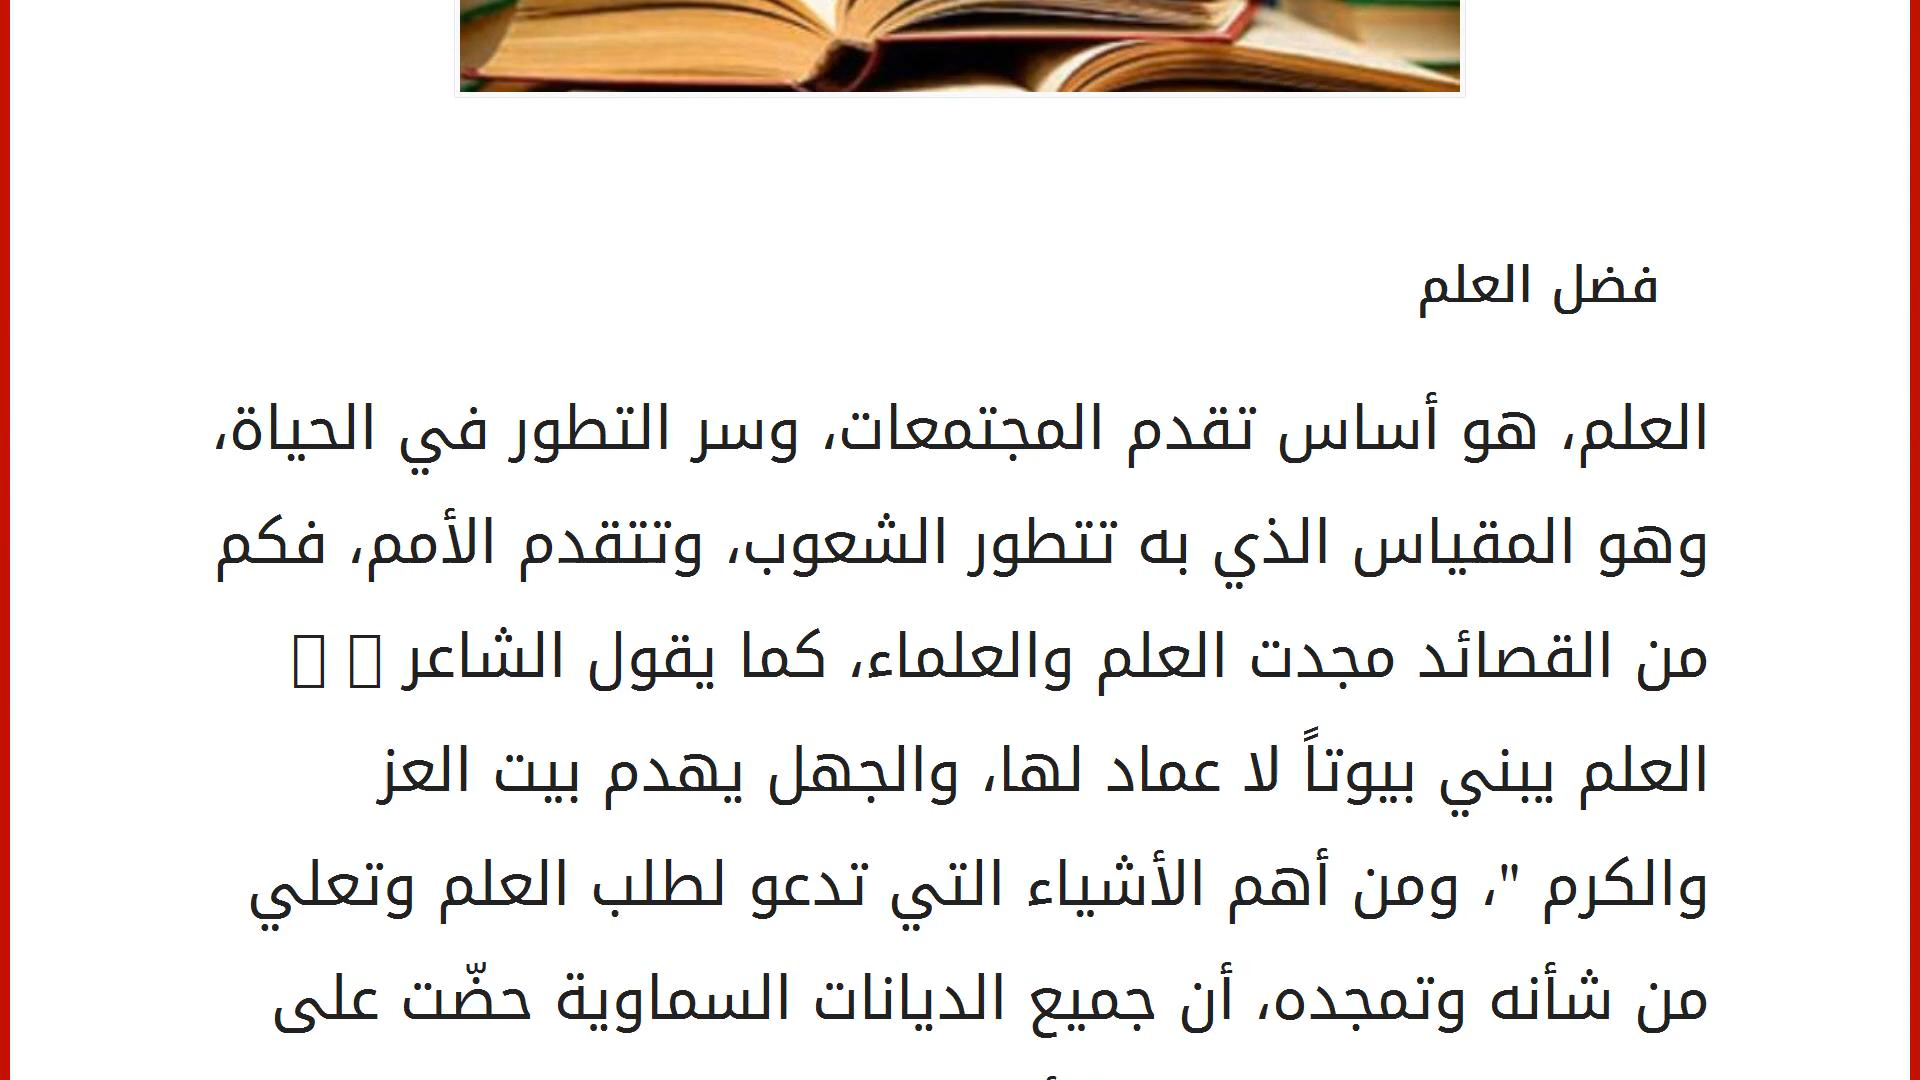 فضل العلم
العلم، هو أساس تقدم المجتمعات، وسر التطور في الحياة،
وهو المقياس الذي به تتطور الشعوب، وتتقدم الأمم، فكم
من القصائد مجدت العلم والعلماء، كما يقول الشاعر
العلم يبني بيوتاً لا عماد لها، والجهل يهدم بيت العز
والكرم "، ومن أهم الأشياء التي تدعو لطلب العلم وتعلي
من شأنه وتمجده، أن جميع الديانات السماوية حضّت على